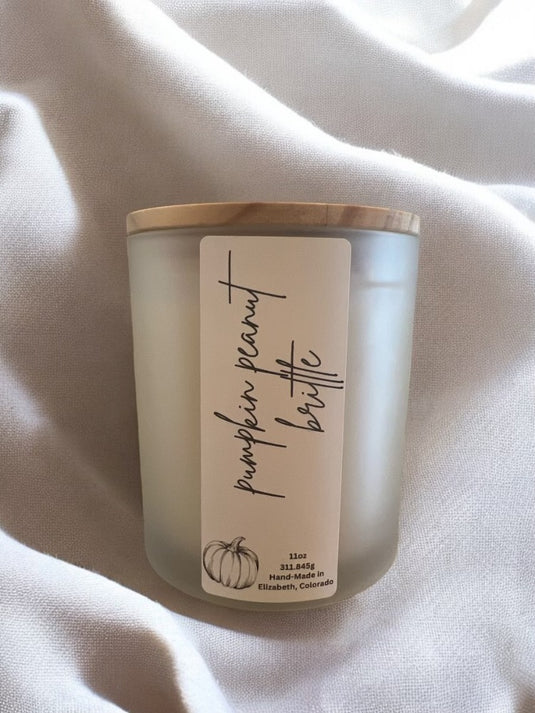 pumpkin peanut
brittle
11oz
311.845g
Hand-Made in
Elizabeth, Colorado